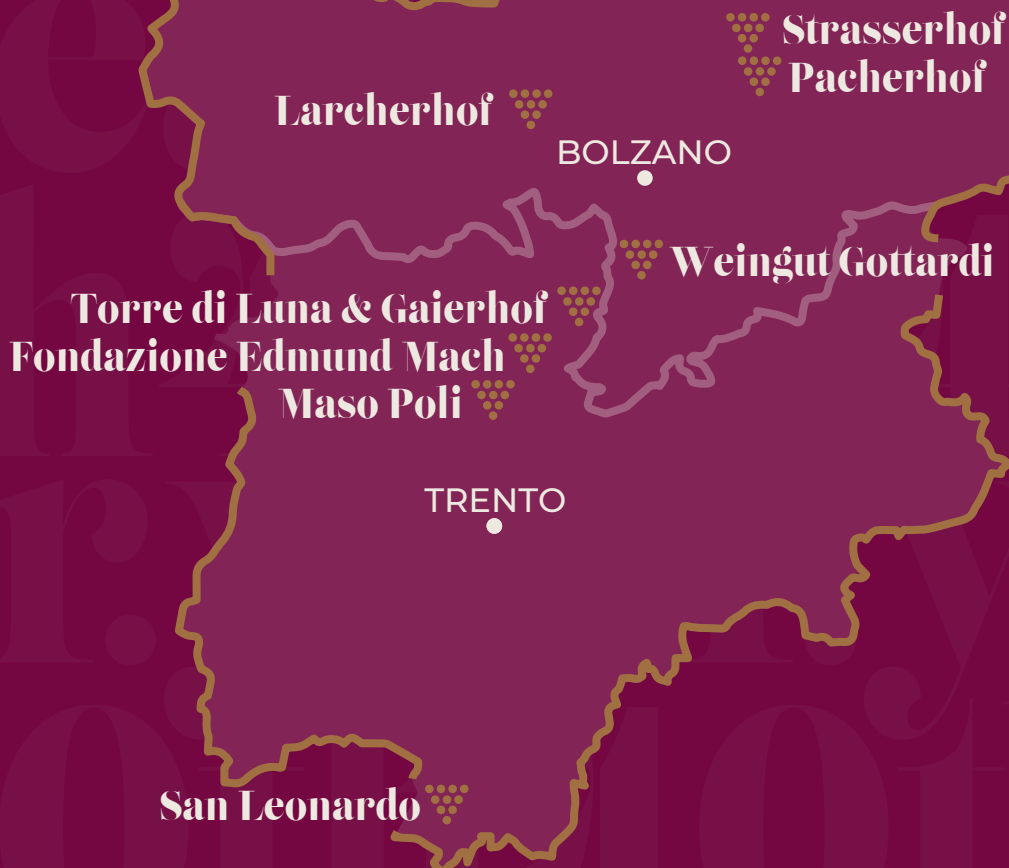 Strasserhof
Pacherhof
Larcherhof
BOLZANO
Weingut Gottardi
Torre di Luna & Gaierhof
Fondazione Edmund Mach
Maso Poli
TRENTO
San Leonardo